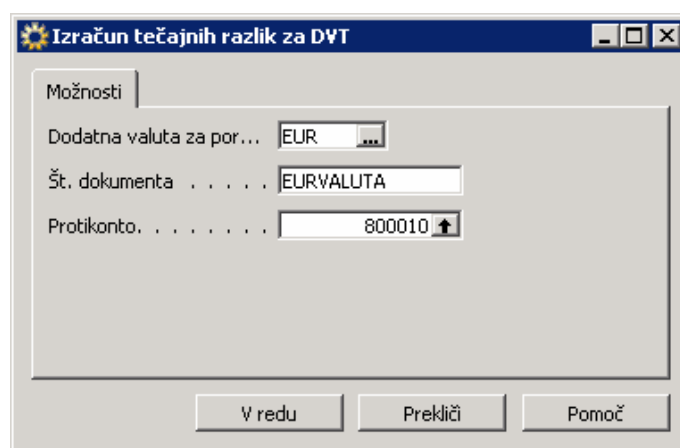 Izračun tečajnih razlik za DVT
Možnosti
Dodatna valuta za por... EUR ...
Št. dokumenta . . . . . EURVALUTA
Protikonto. . . . . . . . 800010
V redu Prekliči Pomoč